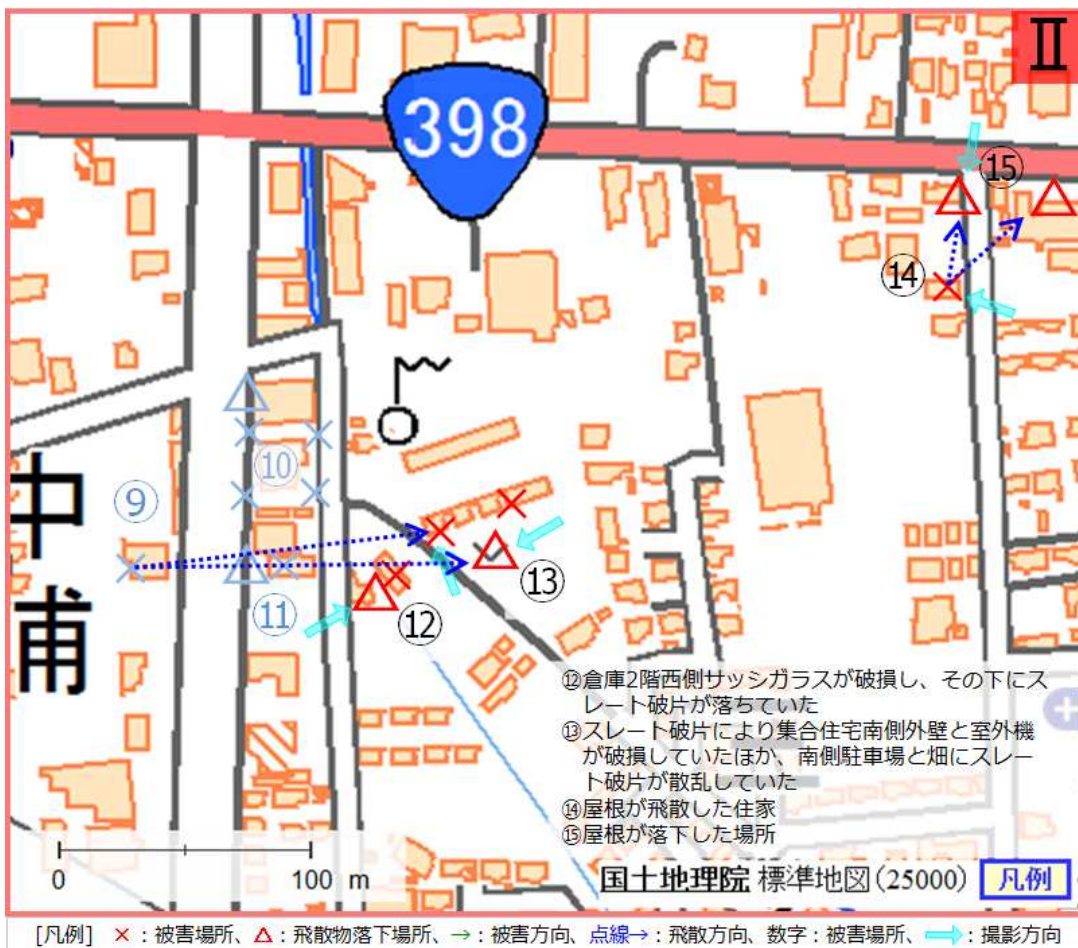 Ⅱ
398
⑮
⑭
⑩
中浦
⑨
⑬
⑪
⑫
⑫倉庫2階西側サッシガラスが破損し、その下にス
レート破片が落ちていた
⑬スレート破片により集合住宅南側外壁と室外機
が破損していたほか、南側駐車場と畑にスレー
ト破片が散乱していた
⑭屋根が飛散した住家
⑮屋根が落下した場所
0 100 m
国土地理院 標準地図(25000) 凡例
[凡例] ×:被害場所、△:飛散物落下場所、→:被害方向、点線→:飛散方向、数字:被害場所、⇒:撮影方向